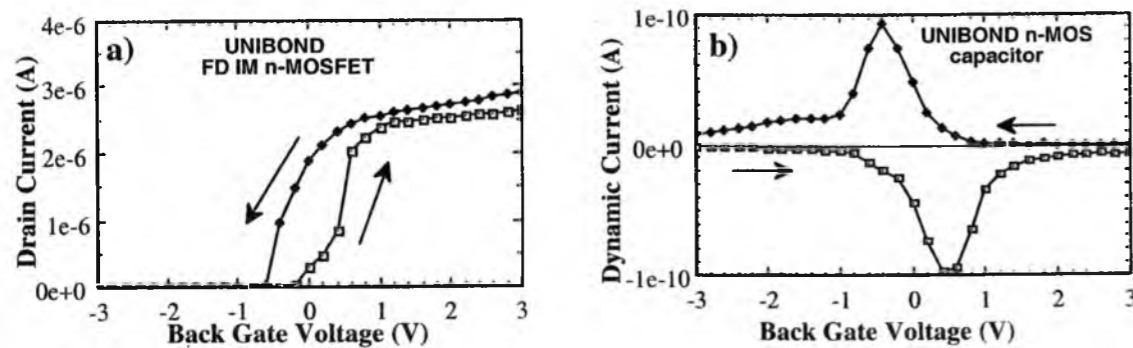 a)
UNIBOND
FD IM n-MOSFET
Drain Current (A)
4e-6
3e-6
2e-6
1e-6
0e+0
-3 -2 -1 0 1 2 3
Back Gate Voltage (V)
b)
UNIBOND n-MOS
capacitor
Dynamic Current (A)
1e-10
0e+0
-1e-10
-3 -2 -1 0 1 2 3
Back Gate Voltage (V)